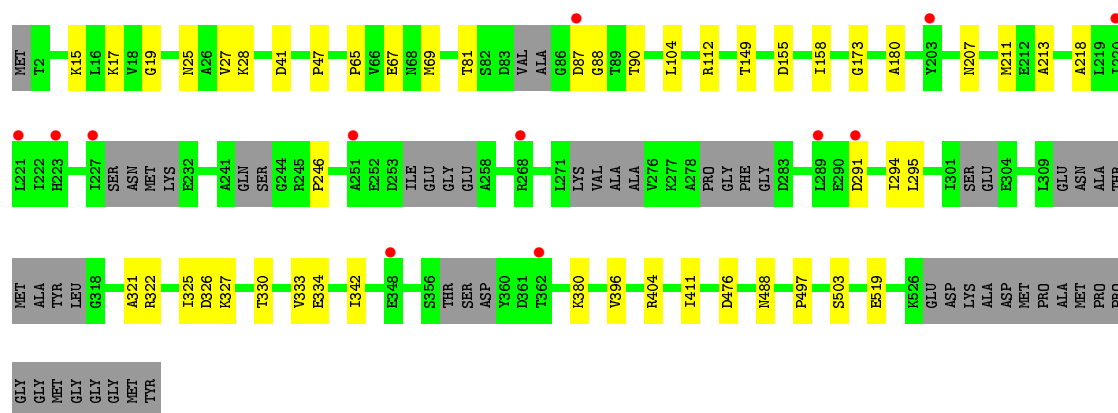 MET T2 K15 L16 K17 V18 G19 N25 A26 V27 K28 D41 P47 P65 V66 E67 N68 M69 T81 S82 D83 VAL ALA G86 D87 G88 T89 T90 L104 R112 T149 D155 I158 G173 A180 Y203 N207 M211 E212 A213 A218 L219 I220
L221 I222 H223 I227 SER ASN MET LYS E232 A241 GLN SER G244 R245 P246 A251 E252 D253 ILE GLU GLY GLU A258 R268 L271 LYS VAL ALA ALA V276 K277 A278 PRO GLY PHE GLY D283 L289 E290 D291 I294 L295 I301 SER GLU E304 L309 GLU ASN ALA THR
MET ALA TYR LEU G318 A321 R322 I325 D326 K327 T330 V333 E334 I342 E348 S356 THR SER ASP Y360 D361 T362 K380 V396 R404 I411 D476 N488 P497 S503 E519 K526 GLU ASP LYS ALA ASP MET PRO ALA MET PRO PRO
GLY GLY MET GLY GLY GLY MET TYR